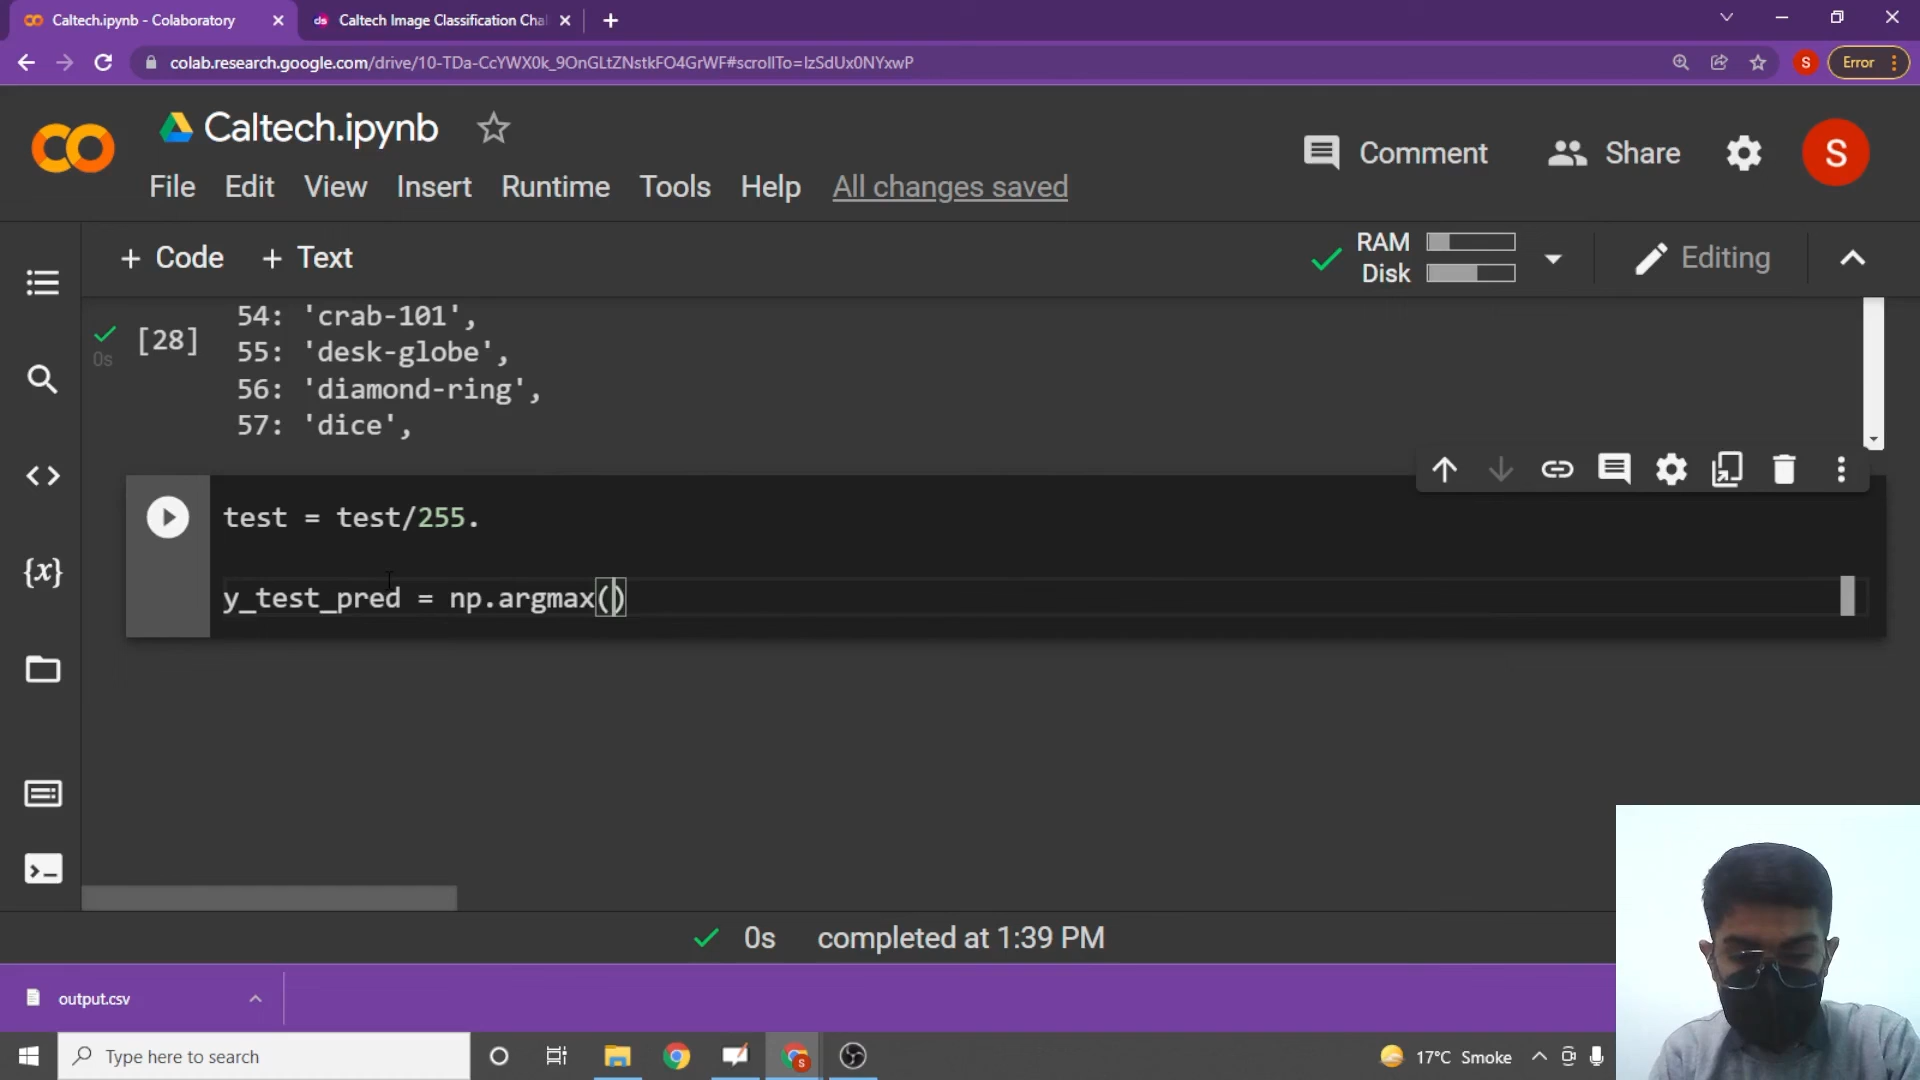 Caltech.ipynb - Colaboratory
Caltech Image Classification Cha
colab.research.google.com/drive/10-TDa-CcYWX0k_9OnGLtZNstkFO4GrWF#scrollTo=lzSdUx0NYxwP
S
Error
Caltech.ipynb
Comment
Share
S
File Edit View Insert Runtime Tools Help All changes saved
+ Code + Text
RAM
Disk
Editing
54: 'crab-101',
[28]
55: 'desk-globe',
0s
56: 'diamond-ring',
57: 'dice',
test = test/255.
y_test_pred = np.argmax()
0s completed at 1:39 PM
output.csv
Type here to search
17°C Smoke